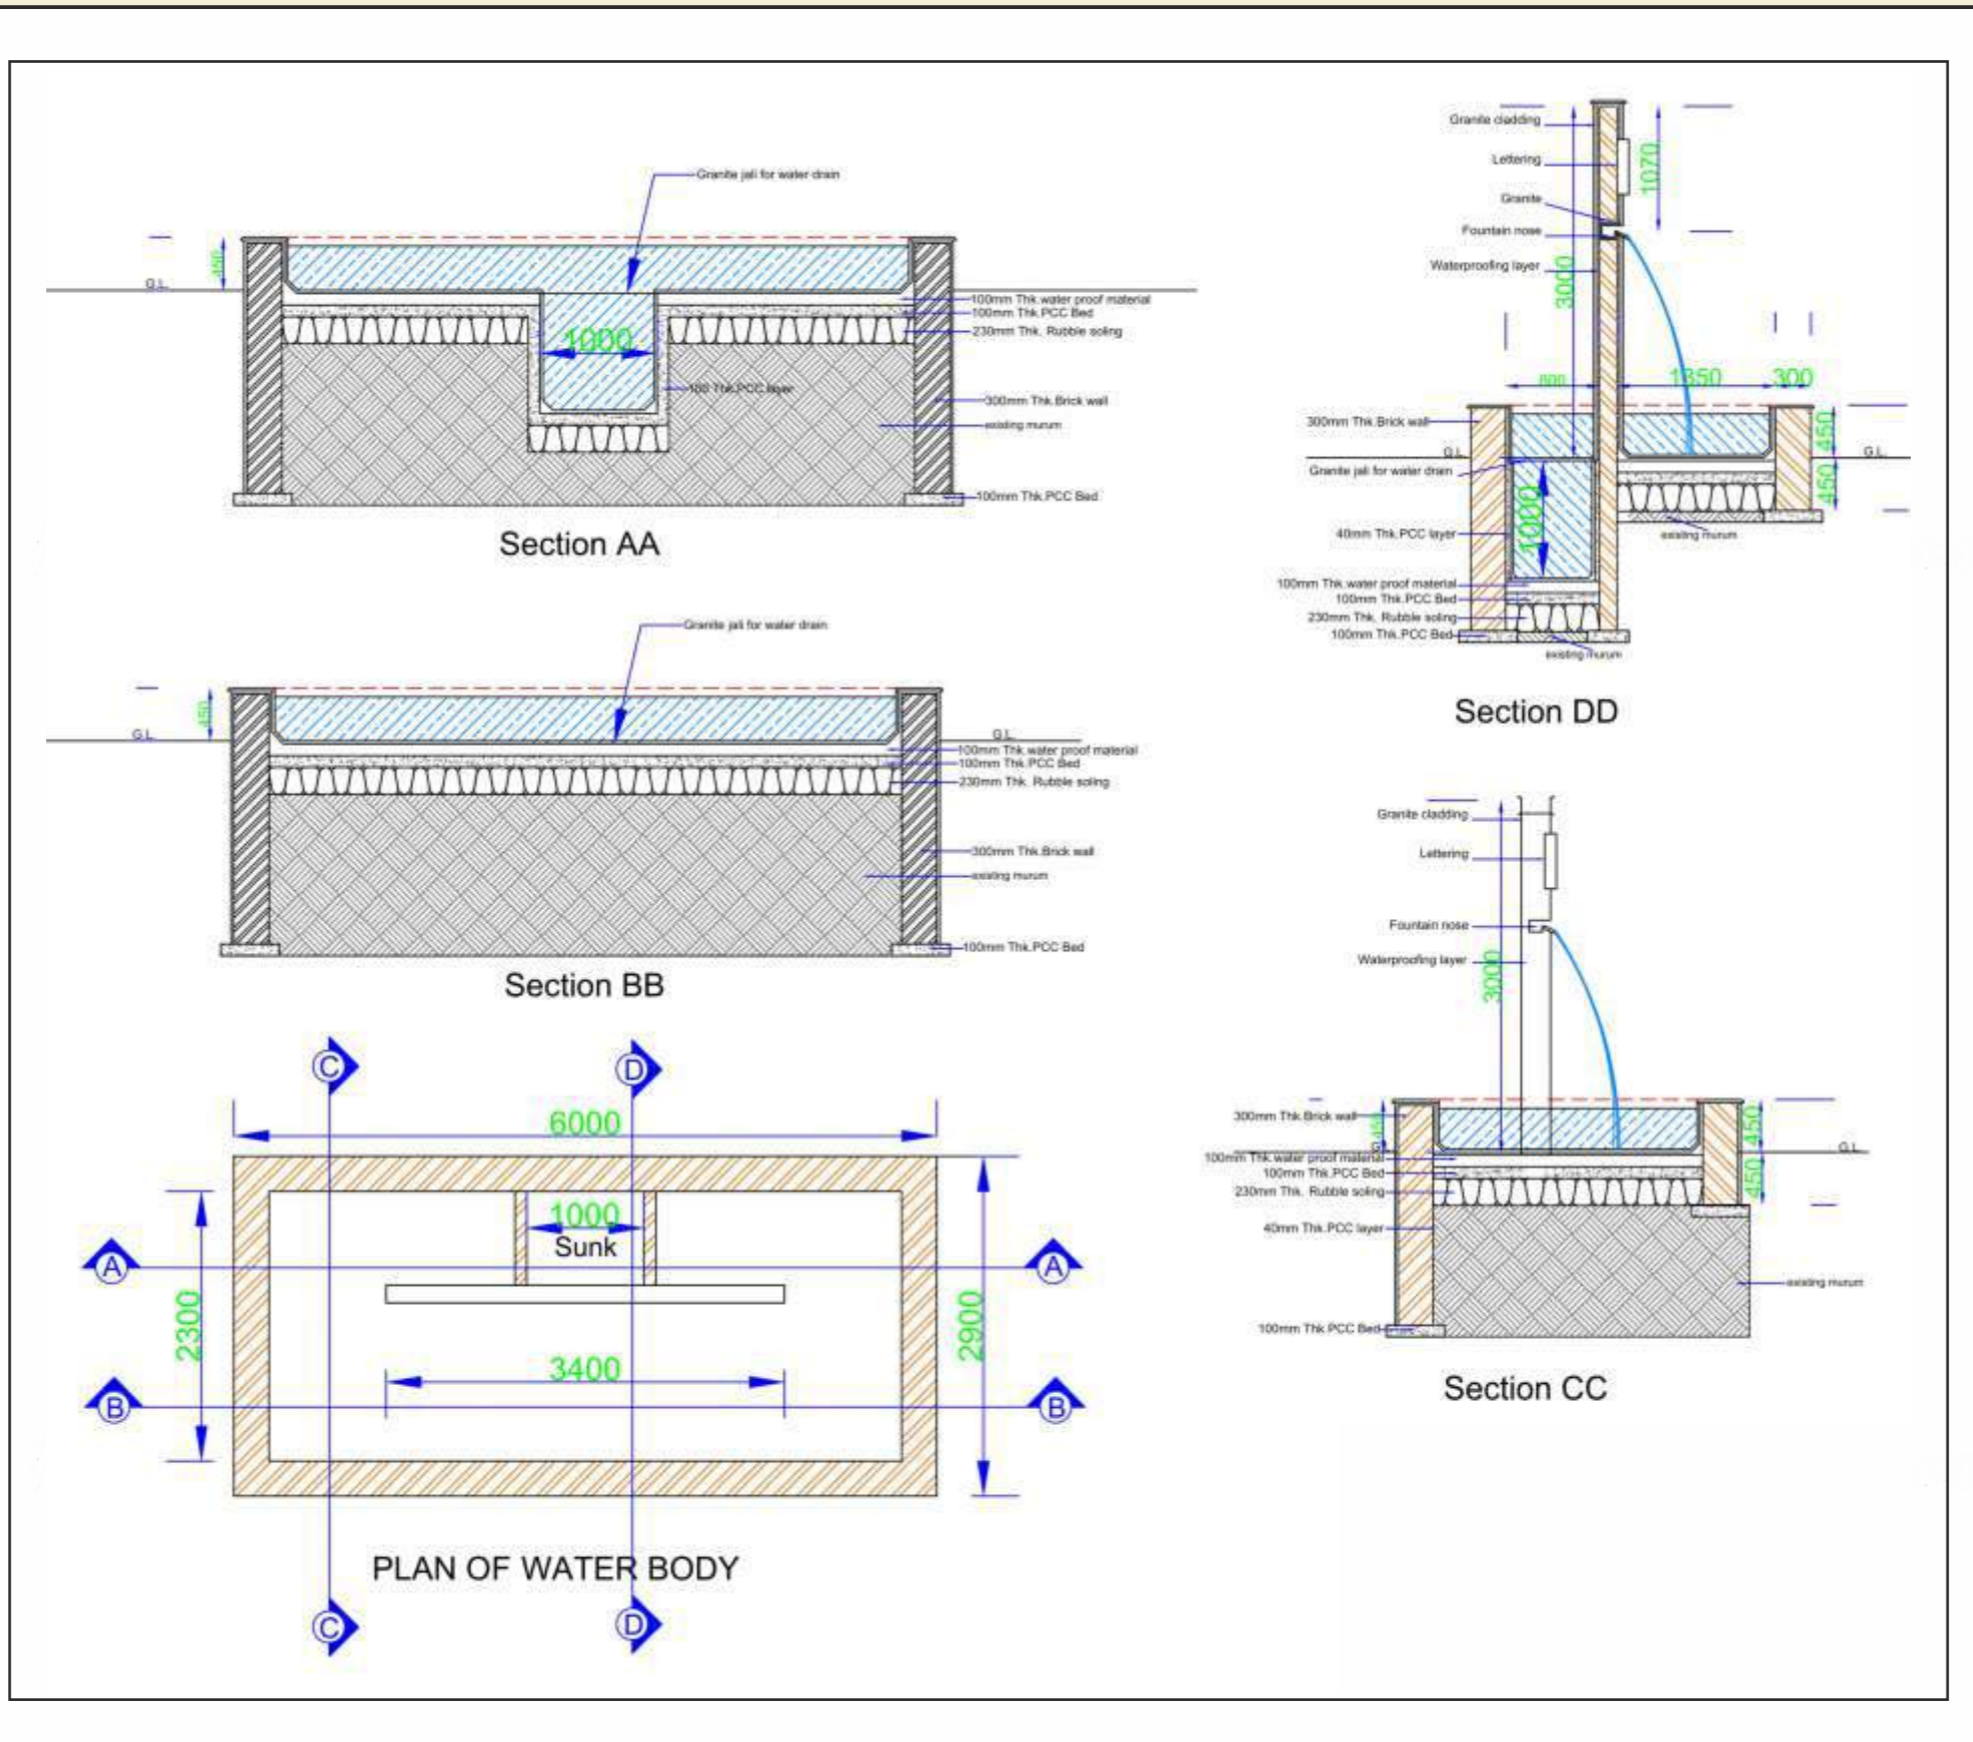 Granite jali for water drain
450
G.L.
1000
100mm Thk.water proof material
100mm Thk.PCC Bed
230mm Thk. Rubble soling
100 Thk.PCC layer
300mm Thk.Brick wall
existing murum
100mm Thk.PCC Bed
Section AA
Granite jali for water drain
450
G.L.
G.L.
100mm Thk.water proof material
100mm Thk.PCC Bed
230mm Thk. Rubble soling
300mm Thk.Brick wall
existing murum
100mm Thk.PCC Bed
Section BB
C
D
6000
1000
Sunk
A
A
2300
2900
3400
B
B
PLAN OF WATER BODY
C
D
Granite cladding
Lettering
1070
Granite
Fountain nose
Waterproofing layer
3000
1350
300
300mm Thk.Brick wall
450
G.L.
G.L.
Granite jali for water drain
450
1000
40mm Thk.PCC layer
existing murum
100mm Thk.water proof material
100mm Thk.PCC Bed
230mm Thk. Rubble soling
100mm Thk.PCC Bed
existing murum
Section DD
Granite cladding
Lettering
Fountain nose
Waterproofing layer
3000
300mm Thk.Brick wall
450
450
G.L.
100mm Thk.water proof material
100mm Thk.PCC Bed
230mm Thk. Rubble soling
450
40mm Thk.PCC layer
existing murum
100mm Thk.PCC Bed
Section CC